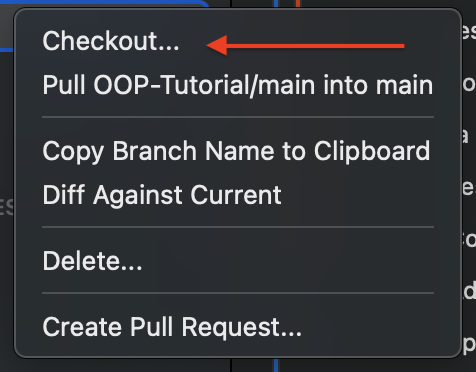 Checkout...
Pull OOP-Tutorial/main into main
Copy Branch Name to Clipboard
Diff Against Current
Delete...
Create Pull Request...